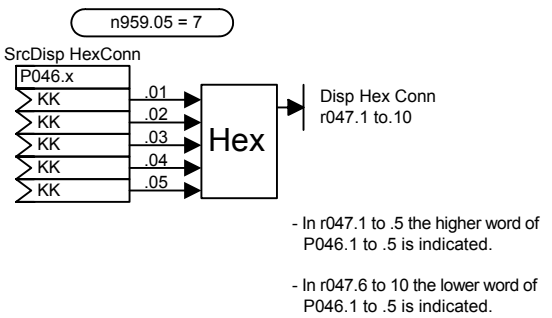 n959.05 = 7
SrcDisp HexConn
P046.x
KK .01
KK .02
KK .03
KK .04
KK .05
Hex
Disp Hex Conn
r047.1 to.10
- In r047.1 to .5 the higher word of
P046.1 to .5 is indicated.
- In r047.6 to 10 the lower word of
P046.1 to .5 is indicated.